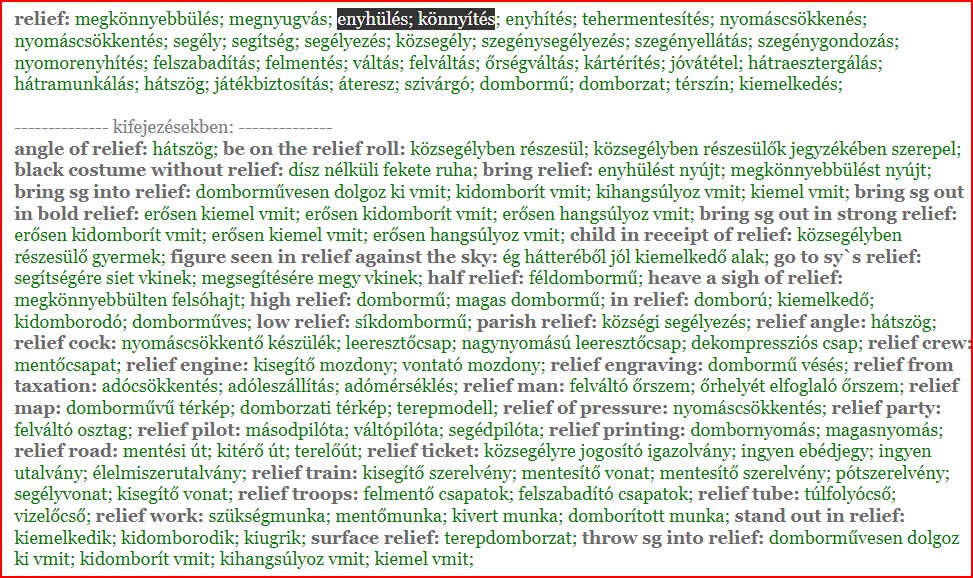 relief: megkönnyebbülés; megnyugvás; enyhülés; könnyítés; enyhítés; tehermentesítés; nyomáscsökkenés;
nyomáscsökkentés; segély; segítség; segélyezés; községély; szegénysegélyezés; szegényellátás; szegénygondozás;
nyomorenyhítés; felszabadítás; felmentés; váltás; felváltás; őrségváltás; kártérítés; jóvátétel; hátraesztergálás;
hátramunkálás; hátszög; játékbiztosítás; áteresz; szivárgó; dombormű; domborzat; térszín; kiemelkedés;
-------------- kifejezésekben: --------------
angle of relief: hátszög; be on the relief roll: községélyben részesül; községélyben részesülők jegyzékében szerepel;
black costume without relief: dísz nélküli fekete ruha; bring relief: enyhülést nyújt; megkönnyebbülést nyújt;
bring sg into relief: domborművesen dolgoz ki vmit; kidomborít vmit; kihangsúlyoz vmit; kiemel vmit; bring sg out
in bold relief: erősen kiemel vmit; erősen kidomborít vmit; erősen hangsúlyoz vmit; bring sg out in strong relief:
erősen kidomborít vmit; erősen kiemel vmit; erősen hangsúlyoz vmit; child in receipt of relief: községélyben
részesülő gyermek; figure seen in relief against the sky: ég hátteréből jól kiemelkedő alak; go to sy`s relief:
segítségére siet vkinek; megsegítésére megy vkinek; half relief: féldombormű; heave a sigh of relief:
megkönnyebbülten felsóhajt; high relief: dombormű; magas dombormű; in relief: domború; kiemelkedő;
kidomborodó; domborműves; low relief: síkdombormű; parish relief: községi segélyezés; relief angle: hátszög;
relief cock: nyomáscsökkentő készülék; leeresztőcsap; nagynyomású leeresztőcsap; dekompressziós csap; relief crew:
mentőcsapat; relief engine: kisegítő mozdony; vontató mozdony; relief engraving: dombormű vésés; relief from
taxation: adócsökkentés; adóleszállítás; adómérséklés; relief man: felváltó őrszem; őrhelyét elfoglaló őrszem; relief
map: domborművű térkép; domborzati térkép; terepmodell; relief of pressure: nyomáscsökkentés; relief party:
felváltó osztag; relief pilot: másodpilóta; váltópilóta; segédpilóta; relief printing: dombornyomás; magasnyomás;
relief road: mentési út; kitérő út; terelőút; relief ticket: községélyre jogosító igazolvány; ingyen ebédjegy; ingyen
utalvány; élelmiszerutalvány; relief train: kisegítő szerelvény; mentesítő vonat; mentesítő szerelvény; pótszerelvény;
segélyvonat; kisegítő vonat; relief troops: felmentő csapatok; felszabadító csapatok; relief tube: túlfolyócső;
vizelőcső; relief work: szükségmunka; mentőmunka; kivert munka; domborított munka; stand out in relief:
kiemelkedik; kidomborodik; kiugrik; surface relief: terepdomborzat; throw sg into relief: domborművesen dolgoz
ki vmit; kidomborít vmit; kihangsúlyoz vmit; kiemel vmit;